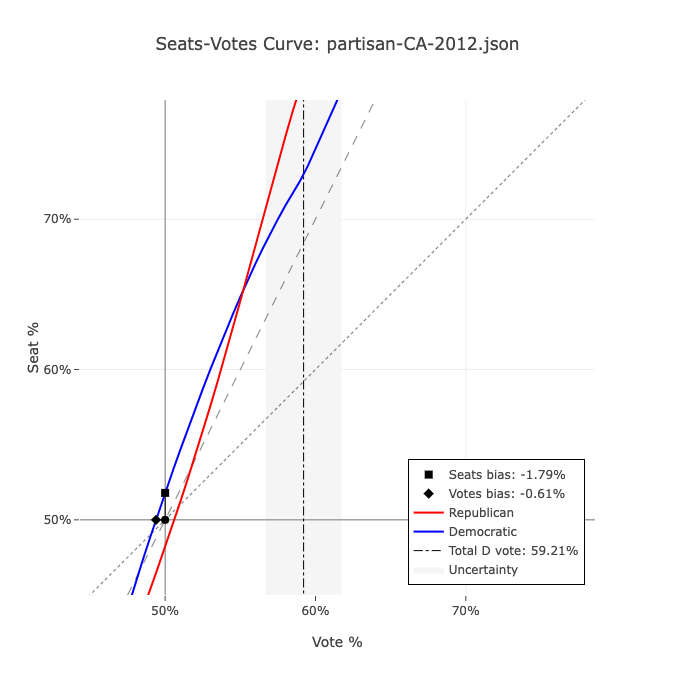 Seats-Votes Curve: partisan-CA-2012.json
70%
60%
50%
Seat %
Seats bias: -1.79%
Votes bias: -0.61%
Republican
Democratic
Total D vote: 59.21%
Uncertainty
50%
60%
70%
Vote %